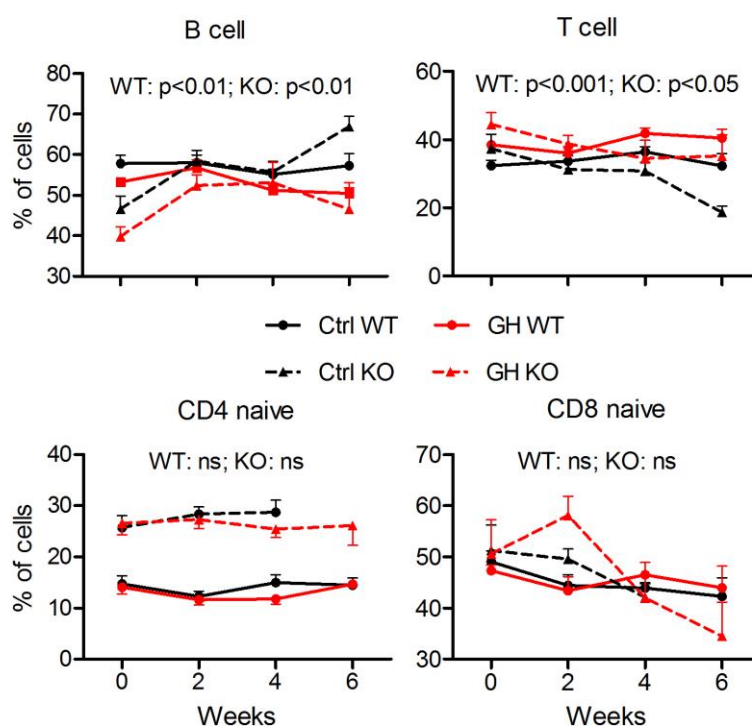 B cell
T cell
WT: p<0.01; KO: p<0.01
WT: p<0.001; KO: p<0.05
% of cells
80
70
60
50
40
30
60
40
20
0
Ctrl WT
GH WT
Ctrl KO
GH KO
CD4 naive
CD8 naive
WT: ns; KO: ns
WT: ns; KO: ns
% of cells
40
30
20
10
0
70
60
50
40
30
0 2 4 6
0 2 4 6
Weeks
Weeks